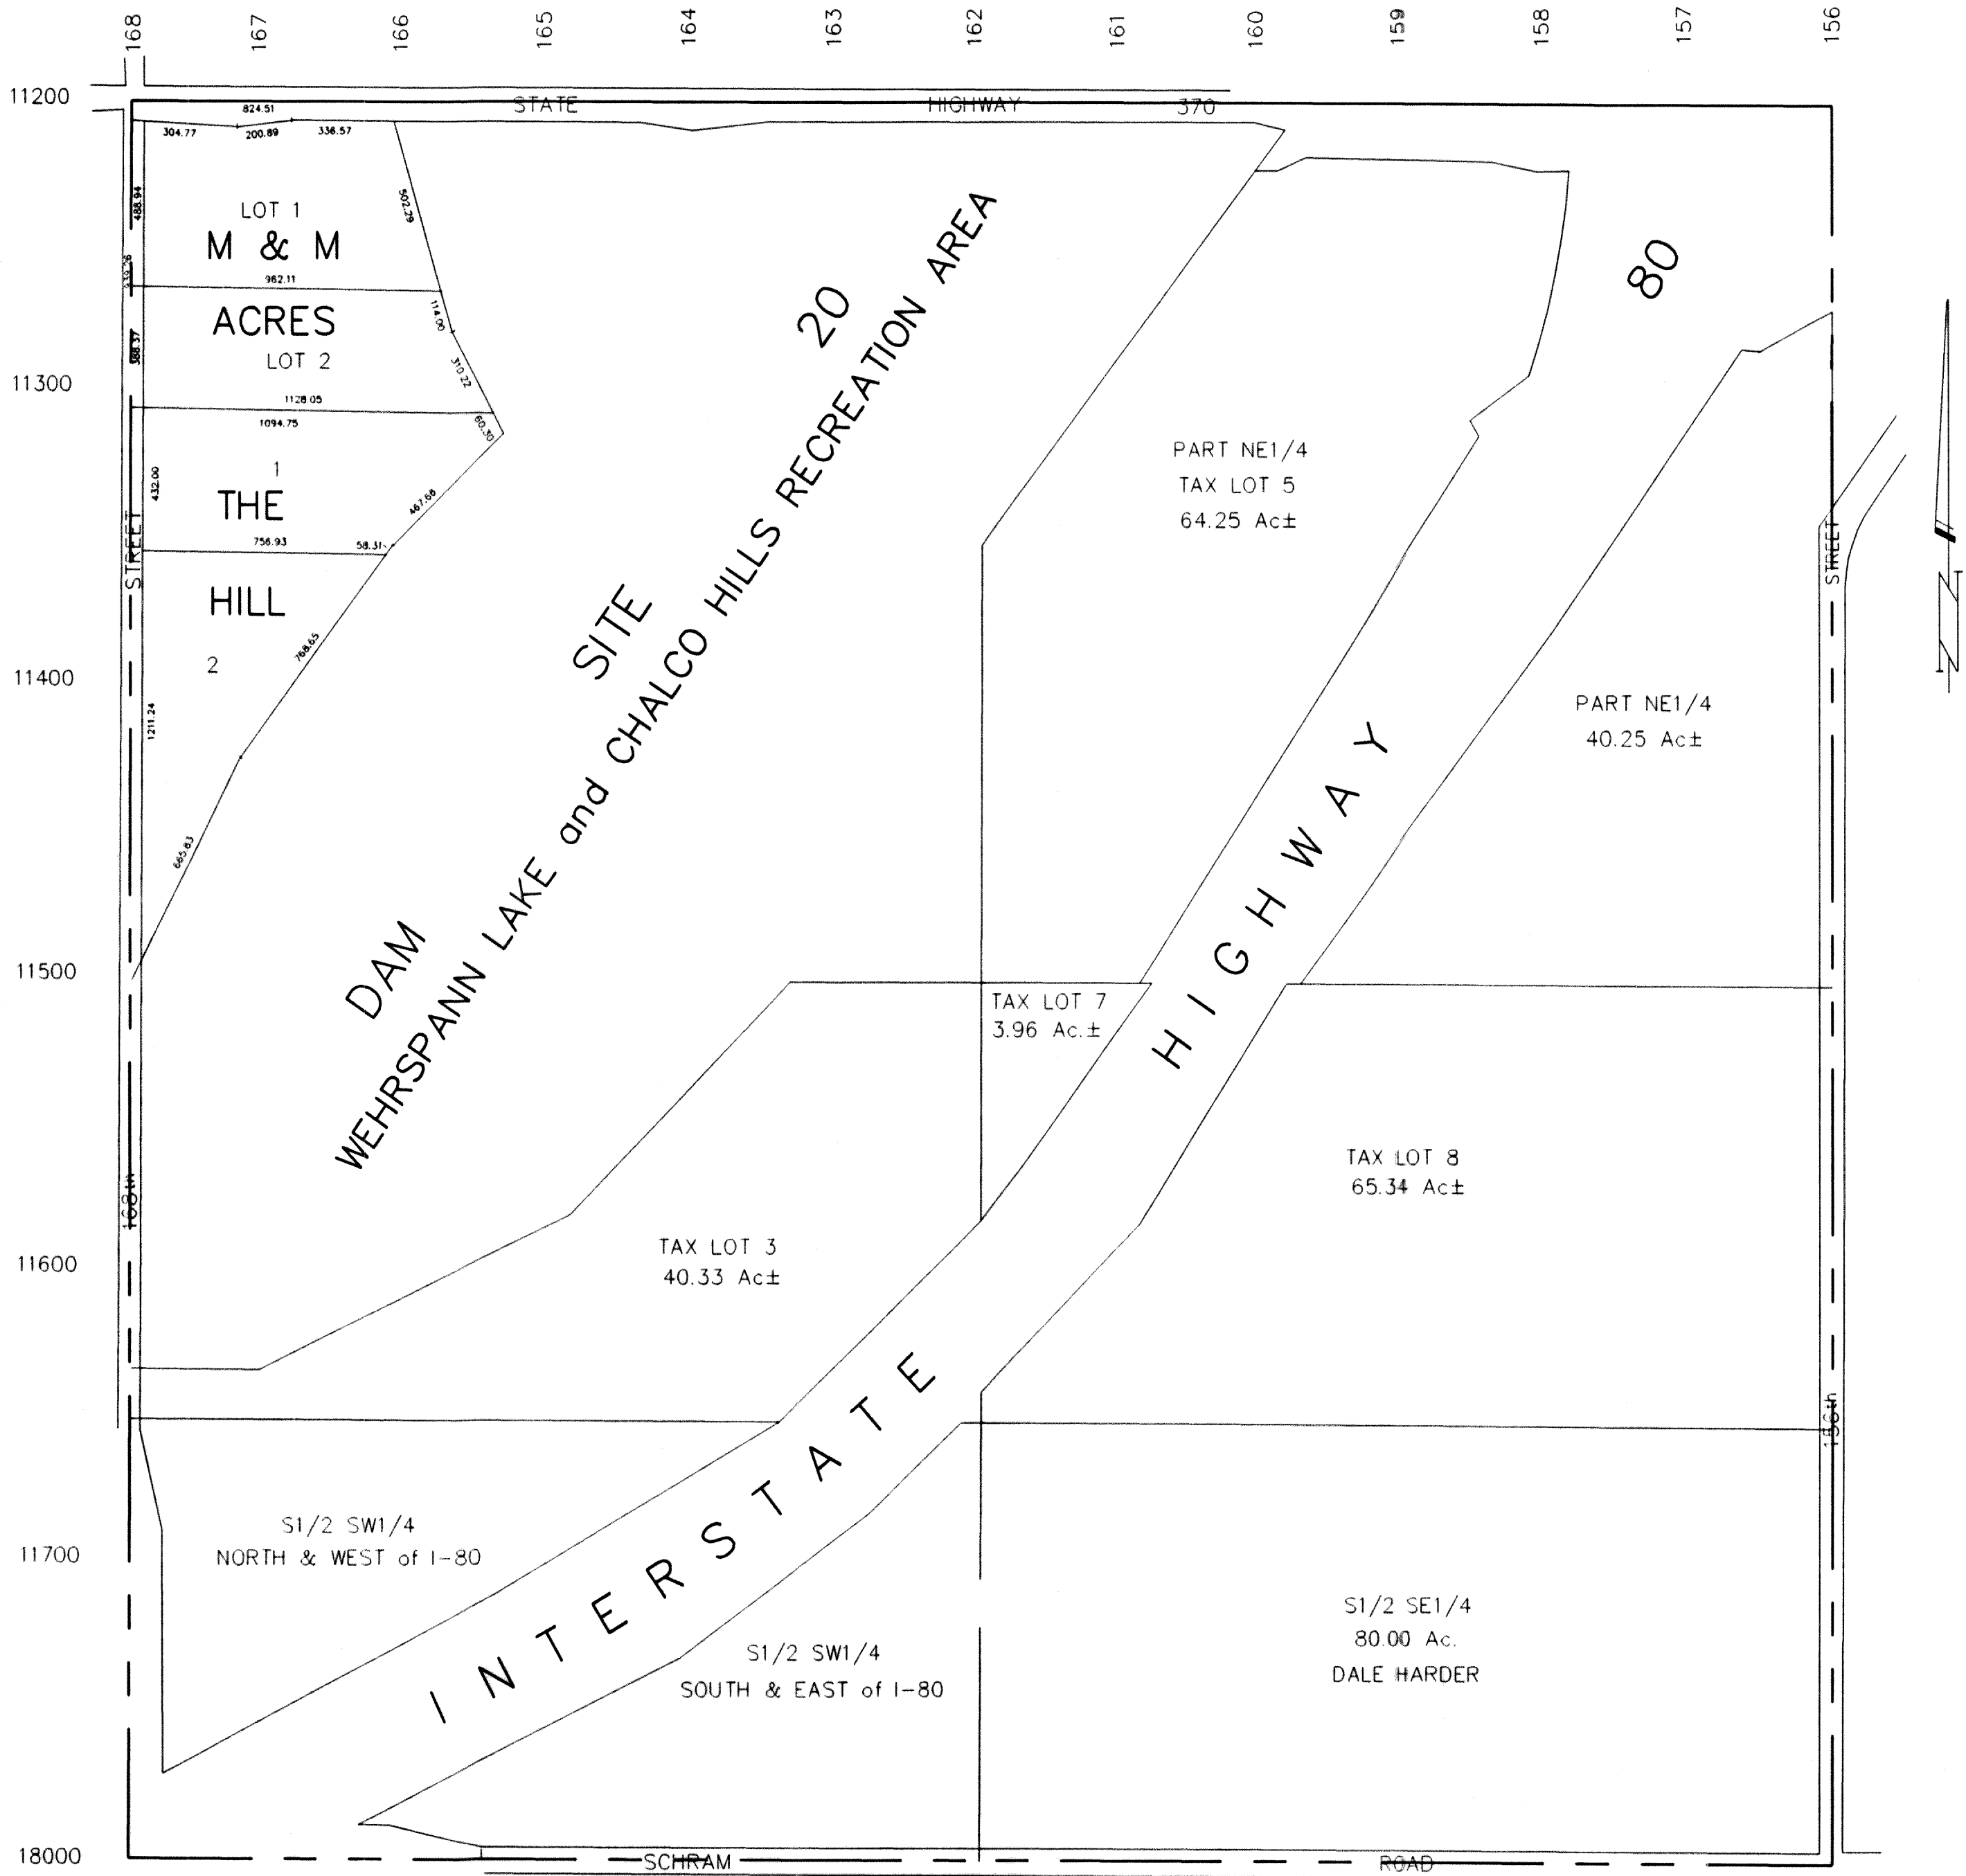 168 167 166 165 164 163 162 161 160 159 158 157 156
11200
STATE HIGHWAY 370
824.51
304.77 200.89 336.57
488.94
502.29
LOT 1
M & M
962.11
114.00
ACRES
LOT 2
388.37
310.22
1128.05
1094.75
60.30
11300
1
THE
432.00
467.68
756.93
58.31
HILL
2
768.65
11400
1211.24
665.83
11500
STREET
168th
20
SITE
DAM
WEHRSPANN LAKE and CHALCO HILLS RECREATION AREA
80
PART NE1/4
TAX LOT 5
64.25 Ac±
PART NE1/4
40.25 Ac±
STREET
156th
N
TAX LOT 7
3.96 Ac.±
TAX LOT 8
65.34 Ac±
11600
TAX LOT 3
40.33 Ac±
INTERSTATE HIGHWAY
11700
S1/2 SW1/4
NORTH & WEST of I-80
S1/2 SW1/4
SOUTH & EAST of I-80
S1/2 SE1/4
80.00 Ac.
DALE HARDER
18000
SCHRAM ROAD